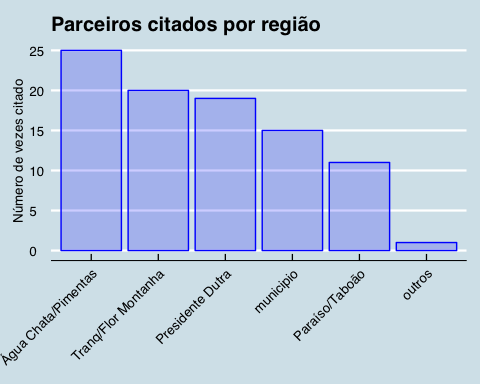 Parceiros citados por região
Número de vezes citado
25
20
15
10
5
0
Água Chata/Pimentas
Tranq/Flor Montanha
Presidente Dutra
municipio
Paraíso/Taboão
outros